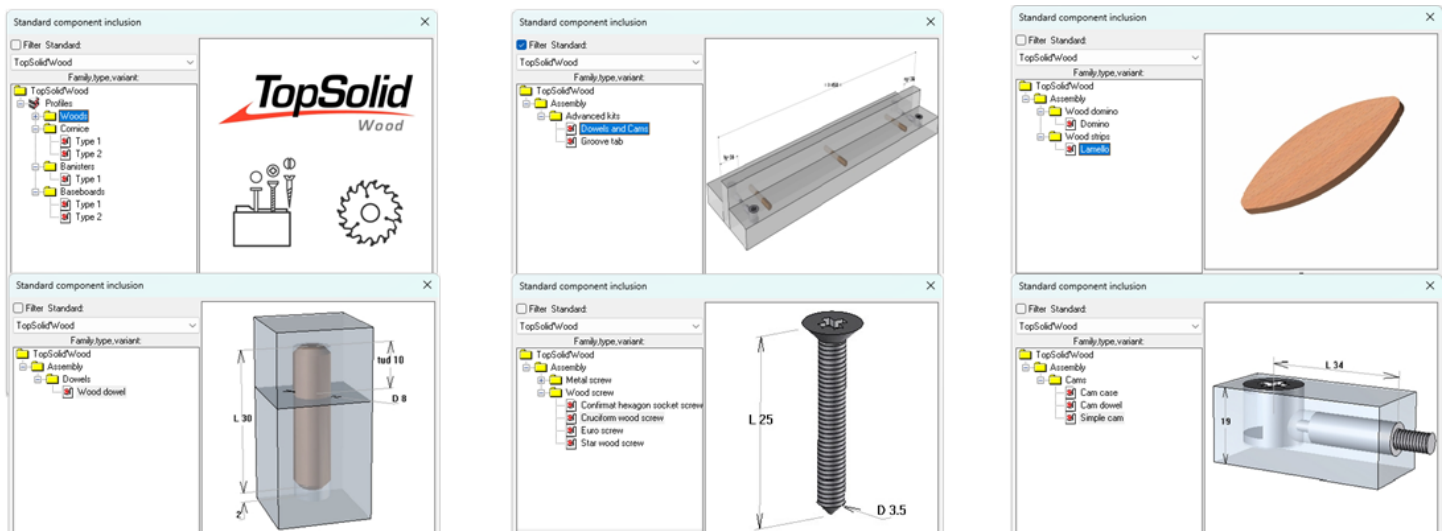 Standard component inclusion
Filter Standard:
TopSolid'Wood
Family,type,variant:
TopSolid'Wood
Profiles
Woods
Cornice
Type 1
Type 2
Banisters
Type 1
Baseboards
Type 1
Type 2
TopSolid
Wood
Standard component inclusion
Filter Standard:
TopSolid'Wood
Family,type,variant:
TopSolid'Wood
Assembly
Advanced kits
Dowels and Cams
Groove tab
Standard component inclusion
Filter Standard:
TopSolid'Wood
Family,type,variant:
TopSolid'Wood
Assembly
Wood domino
Domino
Wood strips
Lamello
Standard component inclusion
Filter Standard:
TopSolid'Wood
Family,type,variant:
TopSolid'Wood
Assembly
Dowels
Wood dowel
tud 10
D 8
L 30
2
Standard component inclusion
Filter Standard:
TopSolid'Wood
Family,type,variant:
TopSolid'Wood
Assembly
Metal screw
Wood screw
Confirmat hexagon socket screw
Cruciform wood screw
Euro screw
Star wood screw
L 25
D 3.5
Standard component inclusion
Filter Standard:
TopSolid'Wood
Family,type,variant:
TopSolid'Wood
Assembly
Cams
Cam case
Cam dowel
Simple cam
L 34
19